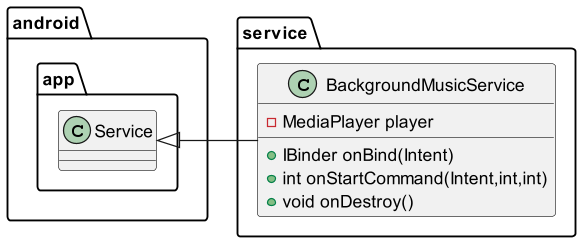 android
app
C Service
service
C BackgroundMusicService
MediaPlayer player
IBinder onBind(Intent)
int onStartCommand(Intent,int,int)
void onDestroy()